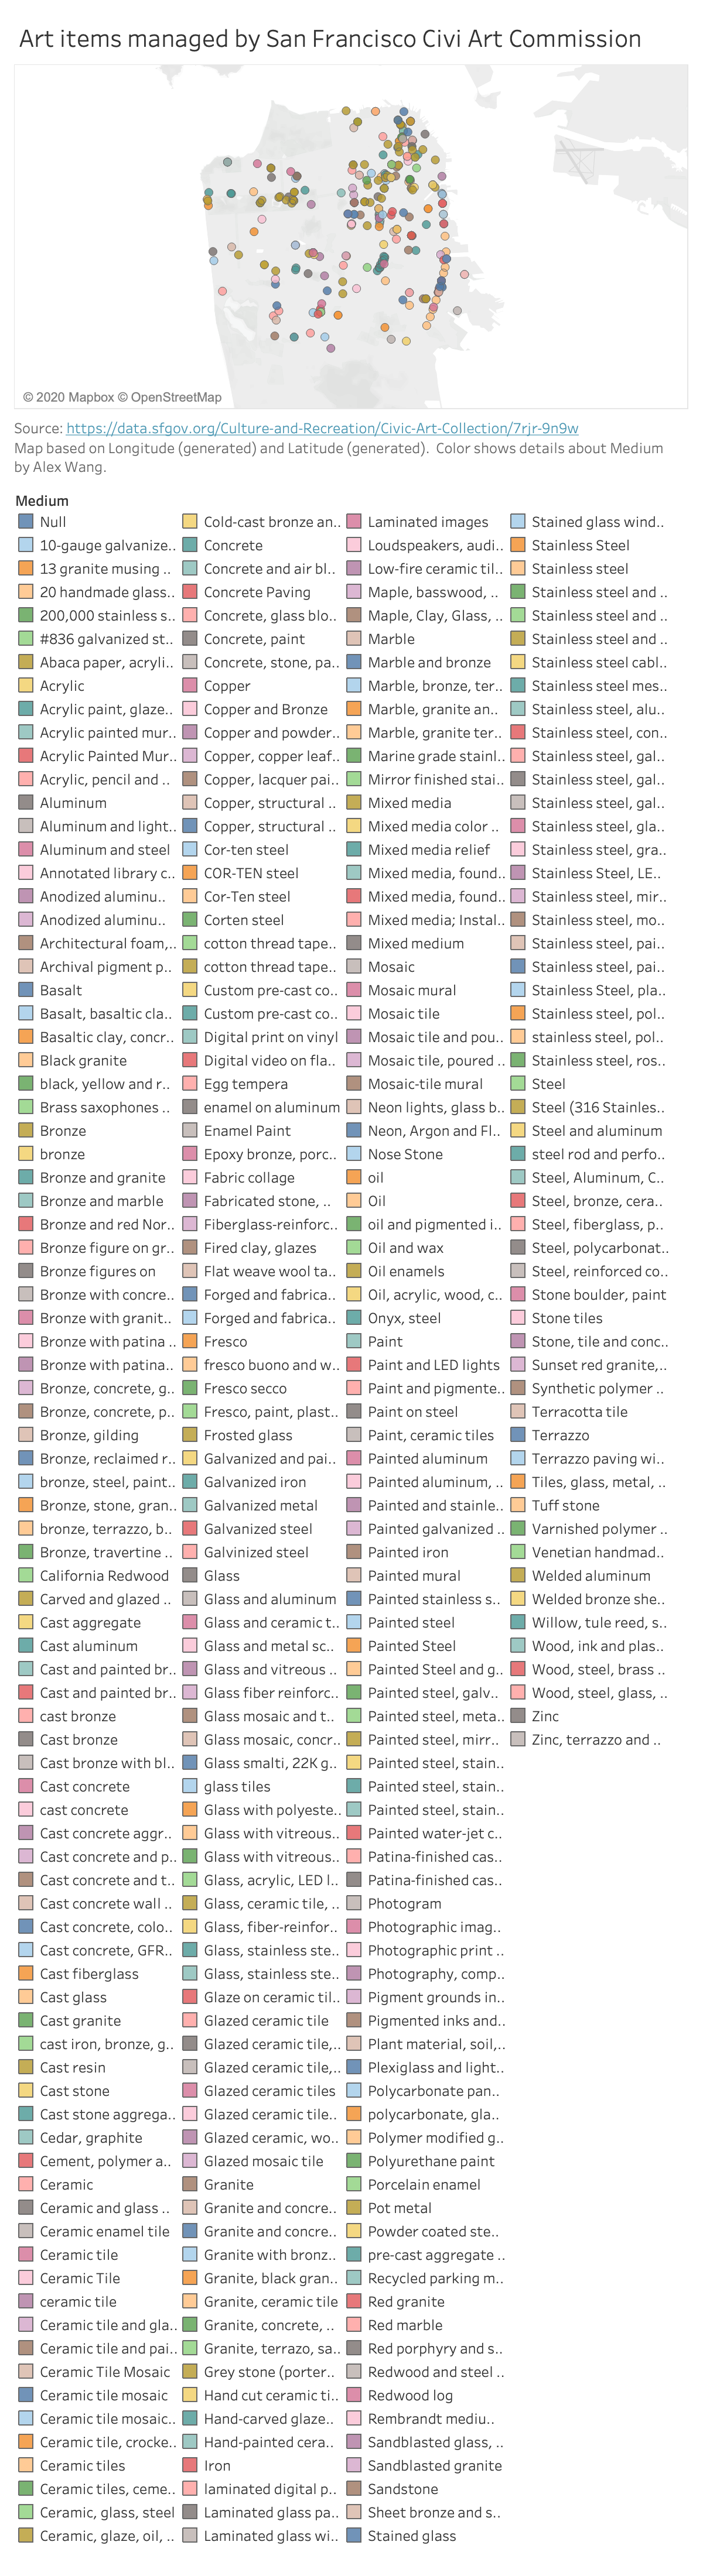 Art items managed by San Francisco Civi Art Commission
© 2020 Mapbox © OpenStreetMap
Source: https://data.sfgov.org/Culture-and-Recreation/Civic-Art-Collection/7rjr-9n9w
Map based on Longitude (generated) and Latitude (generated). Color shows details about Medium
by Alex Wang.
Medium
Null
10-gauge galvanize..
13 granite musing ..
20 handmade glass..
200,000 stainless s..
#836 galvanized st..
Abaca paper, acryli..
Acrylic
Acrylic paint, glaze..
Acrylic painted mur..
Acrylic Painted Mur..
Acrylic, pencil and ..
Aluminum
Aluminum and light..
Aluminum and steel
Annotated library c..
Anodized aluminu..
Anodized aluminu..
Architectural foam,..
Archival pigment p..
Basalt
Basalt, basaltic cla..
Basaltic clay, concr..
Black granite
black, yellow and r..
Brass saxophones ..
Bronze
bronze
Bronze and granite
Bronze and marble
Bronze and red Nor..
Bronze figure on gr..
Bronze figures on
Bronze with concre..
Bronze with granit..
Bronze with patina ..
Bronze with patina..
Bronze, concrete, g..
Bronze, concrete, p..
Bronze, gilding
Bronze, reclaimed r..
bronze, steel, paint..
Bronze, stone, gran..
bronze, terrazzo, b..
Bronze, travertine ..
California Redwood
Carved and glazed ..
Cast aggregate
Cast aluminum
Cast and painted br..
Cast and painted br..
cast bronze
Cast bronze
Cast bronze with bl..
Cast concrete
cast concrete
Cast concrete aggr..
Cast concrete and p..
Cast concrete and t..
Cast concrete wall ..
Cast concrete, colo..
Cast concrete, GFR..
Cast fiberglass
Cast glass
Cast granite
cast iron, bronze, g..
Cast resin
Cast stone
Cast stone aggrega..
Cedar, graphite
Cement, polymer a..
Ceramic
Ceramic and glass ..
Ceramic enamel tile
Ceramic tile
Ceramic Tile
ceramic tile
Ceramic tile and gla..
Ceramic tile and pai..
Ceramic Tile Mosaic
Ceramic tile mosaic
Ceramic tile mosaic..
Ceramic tile, crocke..
Ceramic tiles
Ceramic tiles, ceme..
Ceramic, glass, steel
Ceramic, glaze, oil, ..
Cold-cast bronze an..
Concrete
Concrete and air bl..
Concrete Paving
Concrete, glass blo..
Concrete, paint
Concrete, stone, pa..
Copper
Copper and Bronze
Copper and powder..
Copper, copper leaf..
Copper, lacquer pai..
Copper, structural ..
Copper, structural ..
Cor-ten steel
COR-TEN steel
Cor-Ten steel
Corten steel
cotton thread tape..
cotton thread tape..
Custom pre-cast co..
Custom pre-cast co..
Digital print on vinyl
Digital video on fla..
Egg tempera
enamel on aluminum
Enamel Paint
Epoxy bronze, porc..
Fabric collage
Fabricated stone, ..
Fiberglass-reinforc..
Fired clay, glazes
Flat weave wool ta..
Forged and fabrica..
Forged and fabrica..
Fresco
fresco buono and w..
Fresco secco
Fresco, paint, plast..
Frosted glass
Galvanized and pai..
Galvanized iron
Galvanized metal
Galvanized steel
Galvinized steel
Glass
Glass and aluminum
Glass and ceramic t..
Glass and metal sc..
Glass and vitreous ..
Glass fiber reinforc..
Glass mosaic and t..
Glass mosaic, concr..
Glass smalti, 22K g..
glass tiles
Glass with polyeste..
Glass with vitreous..
Glass with vitreous..
Glass, acrylic, LED l..
Glass, ceramic tile, ..
Glass, fiber-reinfor..
Glass, stainless ste..
Glass, stainless ste..
Glaze on ceramic til..
Glazed ceramic tile
Glazed ceramic tile,..
Glazed ceramic tile,..
Glazed ceramic tiles
Glazed ceramic tile..
Glazed ceramic, wo..
Glazed mosaic tile
Granite
Granite and concre..
Granite and concre..
Granite with bronz..
Granite, black gran..
Granite, ceramic tile
Granite, concrete, ..
Granite, terrazo, sa..
Grey stone (porter..
Hand cut ceramic ti..
Hand-carved glaze..
Hand-painted cera..
Iron
laminated digital p..
Laminated glass pa..
Laminated glass wi..
Laminated images
Loudspeakers, audi..
Low-fire ceramic til..
Maple, basswood, ..
Maple, Clay, Glass, ..
Marble
Marble and bronze
Marble, bronze, ter..
Marble, granite an..
Marble, granite ter..
Marine grade stainl..
Mirror finished stai..
Mixed media
Mixed media color ..
Mixed media relief
Mixed media, found..
Mixed media, found..
Mixed media; Instal..
Mixed medium
Mosaic
Mosaic mural
Mosaic tile
Mosaic tile and pou..
Mosaic tile, poured ..
Mosaic-tile mural
Neon lights, glass b..
Neon, Argon and Fl..
Nose Stone
oil
Oil
oil and pigmented i..
Oil and wax
Oil enamels
Oil, acrylic, wood, c..
Onyx, steel
Paint
Paint and LED lights
Paint and pigmente..
Paint on steel
Paint, ceramic tiles
Painted aluminum
Painted aluminum, ..
Painted and stainle..
Painted galvanized ..
Painted iron
Painted mural
Painted stainless s..
Painted steel
Painted Steel
Painted Steel and g..
Painted steel, galv..
Painted steel, meta..
Painted steel, mirr..
Painted steel, stain..
Painted steel, stain..
Painted steel, stain..
Painted water-jet c..
Patina-finished cas..
Patina-finished cas..
Photogram
Photographic imag..
Photographic print ..
Photography, comp..
Pigment grounds in..
Pigmented inks and..
Plant material, soil,..
Plexiglass and light..
Polycarbonate pan..
polycarbonate, gla..
Polymer modified g..
Polyurethane paint
Porcelain enamel
Pot metal
Powder coated ste..
pre-cast aggregate ..
Recycled parking m..
Red granite
Red marble
Red porphyry and s..
Redwood and steel ..
Redwood log
Rembrandt mediu..
Sandblasted glass, ..
Sandblasted granite
Sandstone
Sheet bronze and s..
Stained glass
Stained glass wind..
Stainless Steel
Stainless steel
Stainless steel and ..
Stainless steel and ..
Stainless steel and ..
Stainless steel cabl..
Stainless steel mes..
Stainless steel, alu..
Stainless steel, con..
Stainless steel, gal..
Stainless steel, gal..
Stainless steel, gal..
Stainless steel, gla..
Stainless steel, gra..
Stainless Steel, LE..
Stainless steel, mir..
Stainless steel, mo..
Stainless steel, pai..
Stainless steel, pai..
Stainless Steel, pla..
Stainless steel, pol..
stainless steel, pol..
Stainless steel, ros..
Steel
Steel (316 Stainles..
Steel and aluminum
steel rod and perfo..
Steel, Aluminum, C..
Steel, bronze, cera..
Steel, fiberglass, p..
Steel, polycarbonat..
Steel, reinforced co..
Stone boulder, paint
Stone tiles
Stone, tile and conc..
Sunset red granite,..
Synthetic polymer ..
Terracotta tile
Terrazzo
Terrazzo paving wi..
Tiles, glass, metal, ..
Tuff stone
Varnished polymer ..
Venetian handmad..
Welded aluminum
Welded bronze she..
Willow, tule reed, s..
Wood, ink and plas..
Wood, steel, brass ..
Wood, steel, glass, ..
Zinc
Zinc, terrazzo and ..